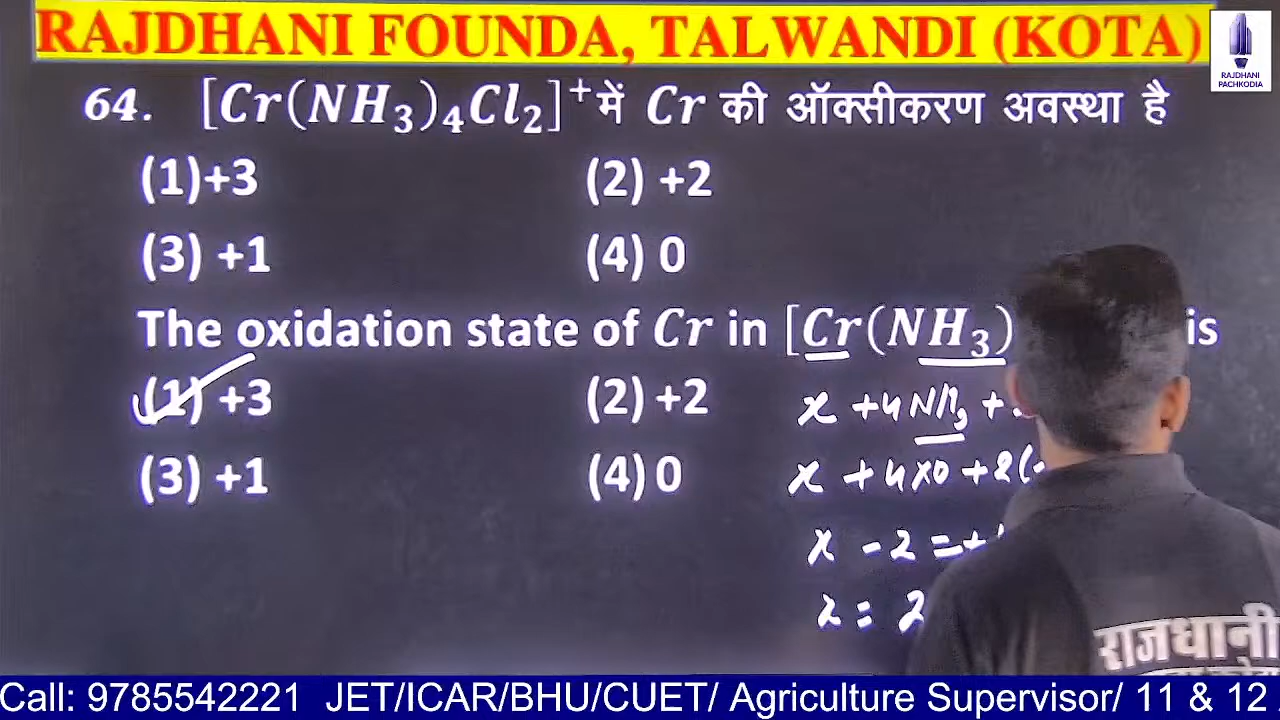 RAJDHANI FOUNDA, TALWANDI (KOTA)
RAJDHANI
PACHKODIA
64. [Cr(NH₃)₄Cl₂]⁺ में Cr की ऑक्सीकरण अवस्था है
(1)+3 (2) +2
(3) +1 (4) 0
The oxidation state of Cr in [Cr(NH₃) is
(1) +3 (2) +2
x + 4NH₃ +
(3) +1 (4) 0
x + 4x0 + 2(-
x - 2 = +
x = 2
राजधानी
Call: 9785542221 JET/ICAR/BHU/CUET/ Agriculture Supervisor/ 11 & 12